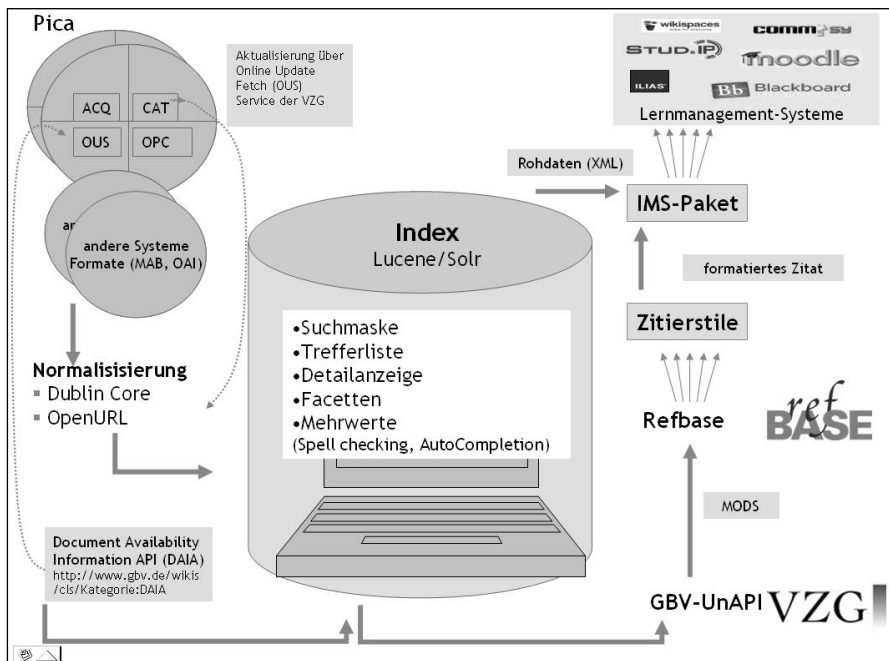 Pica
ACQ
CAT
OUS
OPC
Aktualisierung über
Online Update
Fetch (OUS)
Service der VZG
andere Systeme
Formate (MAB, OAI)
Normalisisierung
▪ Dublin Core
▪ OpenURL
Document Availability
Information API (DAIA)
http://www.gbv.de/wikis
/cls/Kategorie:DAIA
Index
Lucene/Solr
•Suchmaske
•Trefferliste
•Detailanzeige
•Facetten
•Mehrwerte
(Spell checking, AutoCompletion)
wikispaces
COMMSY
STUD.IP
moodle
ILIAS
Bb Blackboard
Lernmanagement-Systeme
Rohdaten (XML)
IMS-Paket
formatiertes Zitat
Zitierstile
Refbase
ref
BASE
MODS
GBV-UnAPI
VZG